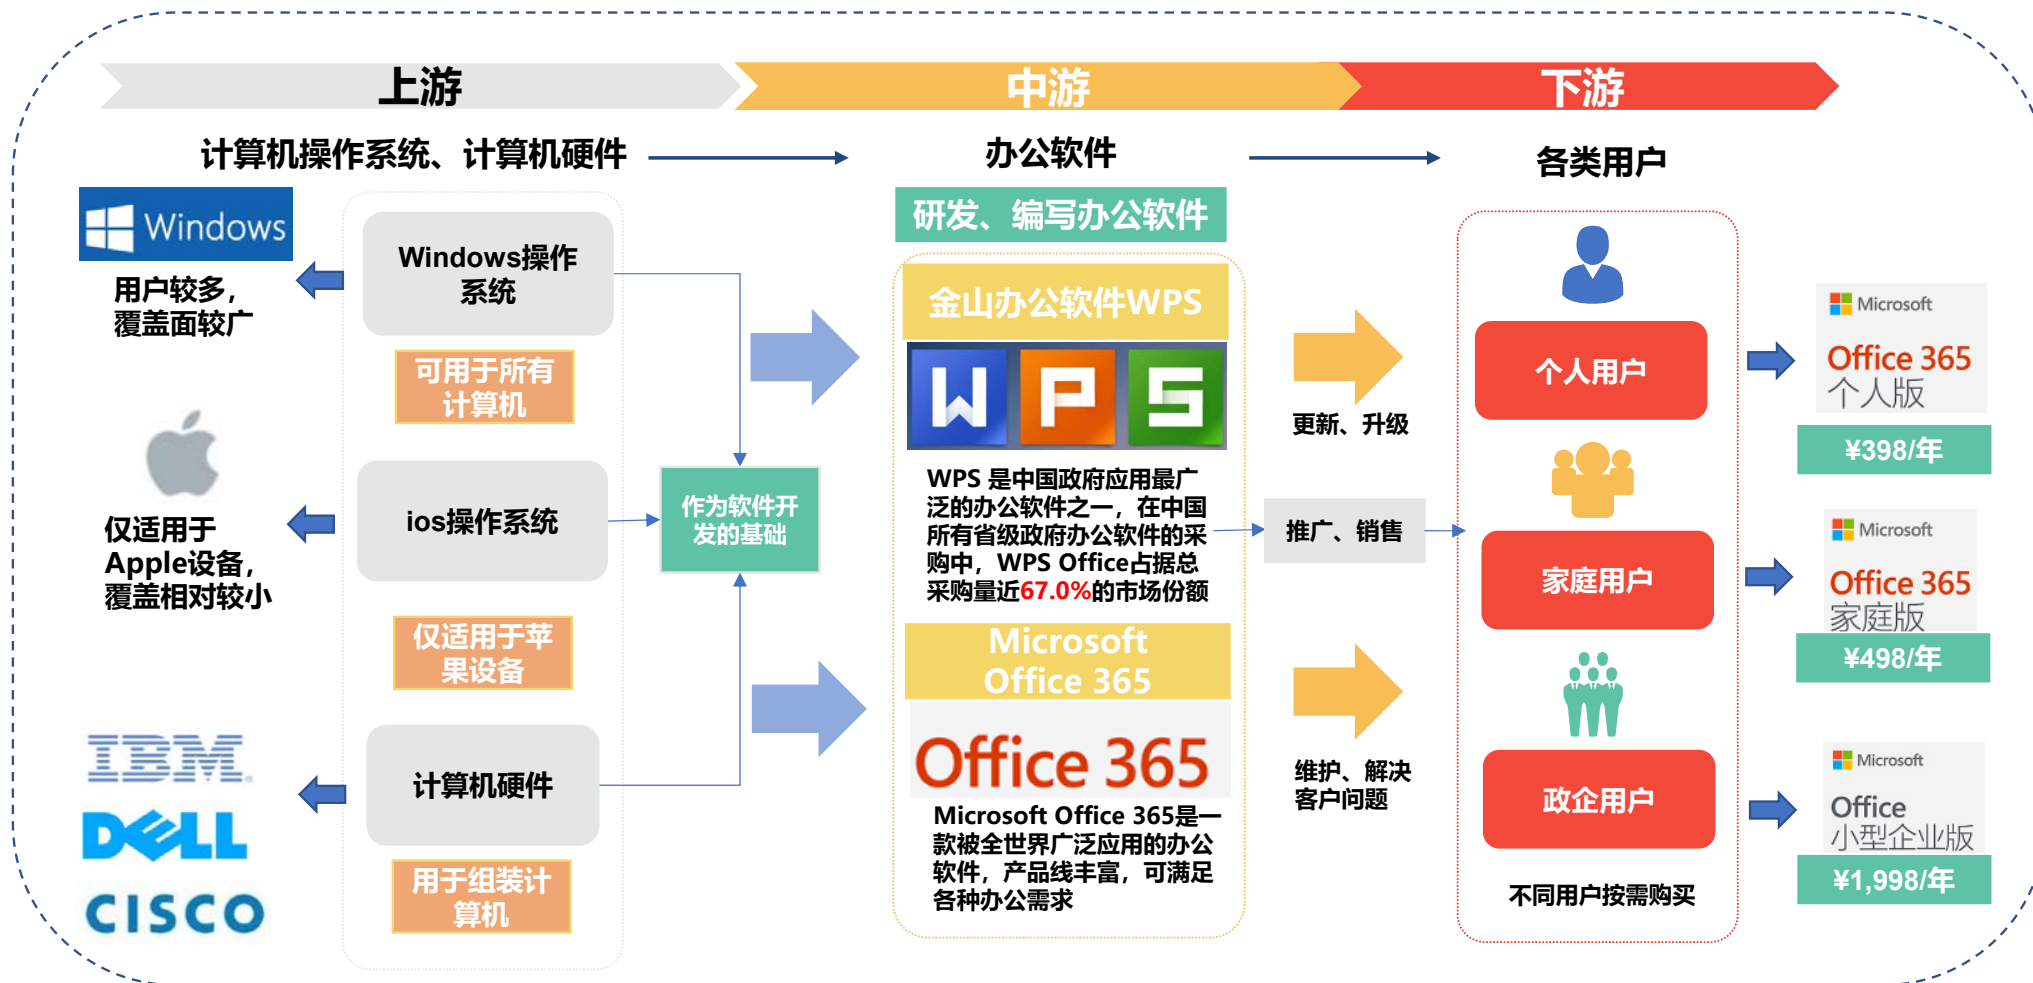 上游
中游
下游
计算机操作系统、计算机硬件
办公软件
各类用户
Windows
用户较多，
覆盖面较广
Windows操作
系统
可用于所有
计算机
仅适用于
Apple设备，
覆盖相对较小
ios操作系统
仅适用于苹
果设备
IBM.
DELL
CISCO
计算机硬件
用于组装计
算机
作为软件开
发的基础
研发、编写办公软件
金山办公软件WPS
W P S
WPS 是中国政府应用最广
泛的办公软件之一，在中国
所有省级政府办公软件的采
购中，WPS Office占据总
采购量近67.0%的市场份额
Microsoft
Office 365
Office 365
Microsoft Office 365是一
款被全世界广泛应用的办公
软件，产品线丰富，可满足
各种办公需求
更新、升级
推广、销售
维护、解决
客户问题
个人用户
家庭用户
政企用户
不同用户按需购买
Microsoft
Office 365
个人版
¥398/年
Microsoft
Office 365
家庭版
¥498/年
Microsoft
Office
小型企业版
¥1,998/年